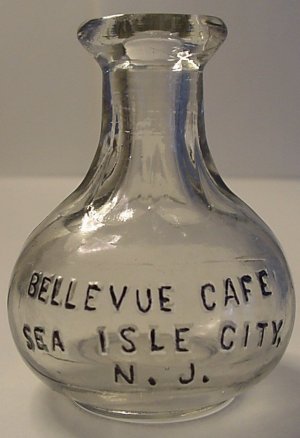 BELLEVUE CAFE
SEA ISLE CITY,
N. J.